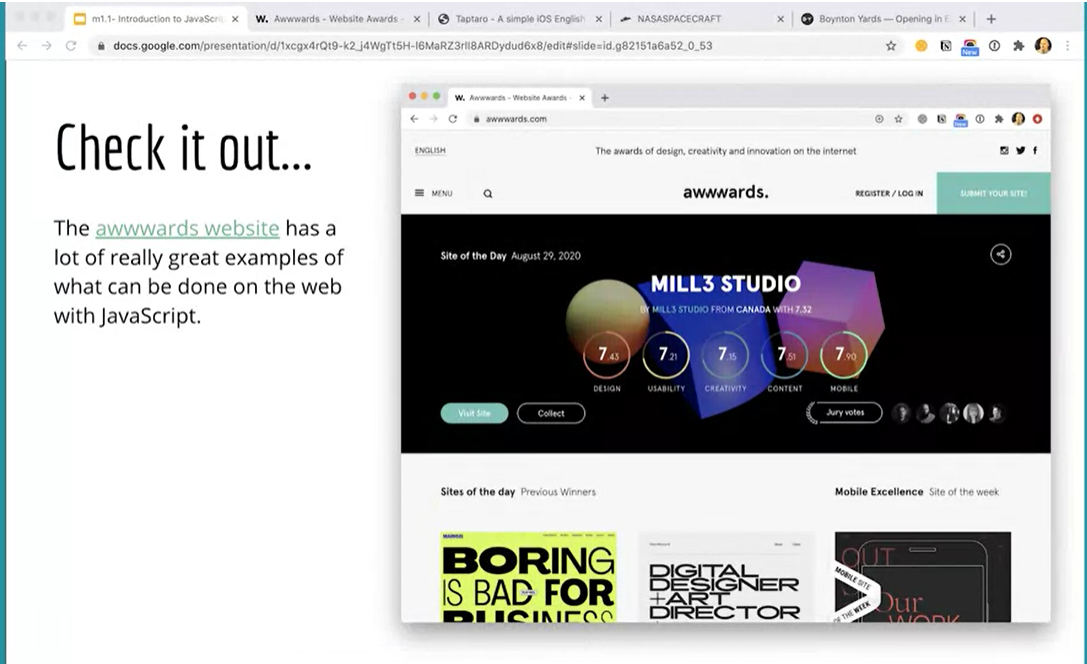 m1.1- Introduction to JavaScri
W. Awwwards - Website Awards -
Taptaro - A simple iOS English
NASASPACECRAFT
Boynton Yards — Opening in E
docs.google.com/presentation/d/1xcgx4rQt9-k2_j4WgTt5H-I6MaRZ3rlI8ARDydud6x8/edit#slide=id.g82151a6a52_0_53
New
Check it out...
The awwwards website has a
lot of really great examples of
what can be done on the web
with JavaScript.
W. Awwwards - Website Awards -
awwwards.com
New
ENGLISH
The awards of design, creativity and innovation on the internet
MENU
awwwards.
REGISTER / LOG IN
SUBMIT YOUR SITE!
Site of the Day August 29, 2020
MILL3 STUDIO
BY MILL3 STUDIO FROM CANADA WITH 7.32
7.43 7.21 7.15 7.51 7.90
DESIGN USABILITY CREATIVITY CONTENT MOBILE
Visit Site
Collect
Jury votes
Sites of the day Previous Winners
Mobile Excellence Site of the week
BORING
IS BAD FOR
BUSINESS
DIGITAL
DESIGNER
+ART
DIRECTOR
OUT
MOBILE SITE
OF THE WEEK
Our
WORK